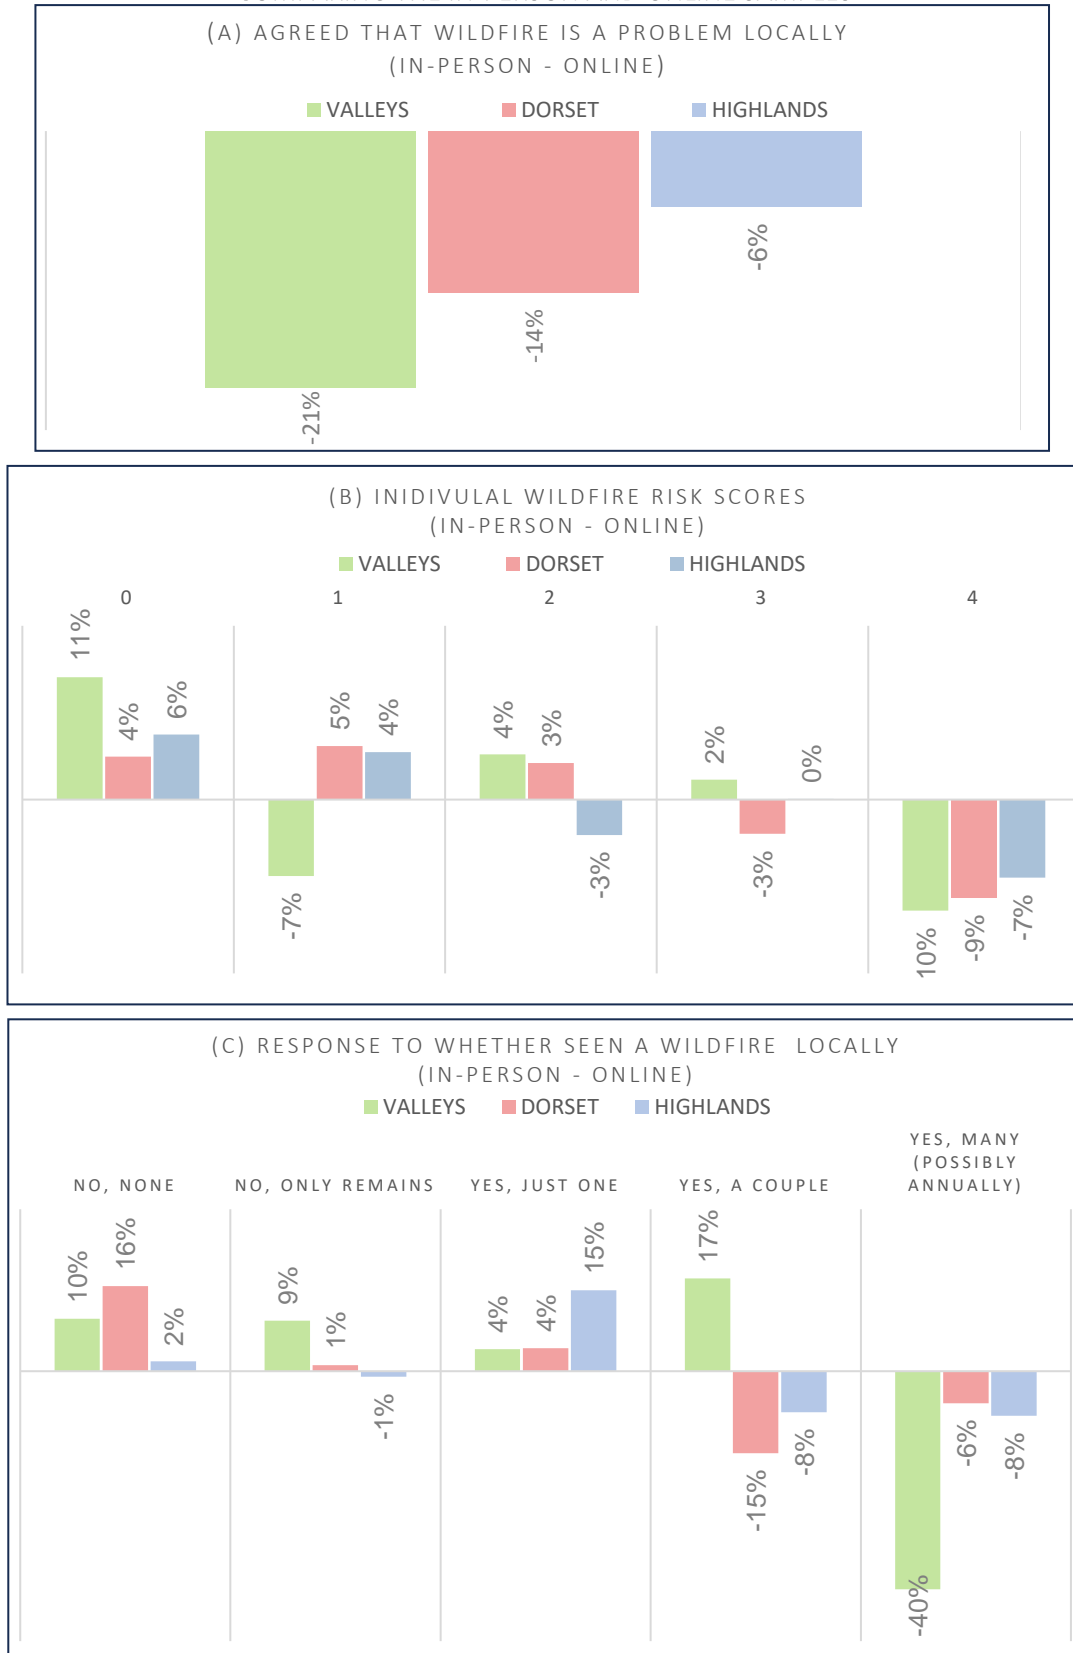 (A) AGREED THAT WILDFIRE IS A PROBLEM LOCALLY
(IN-PERSON - ONLINE)
VALLEYS DORSET HIGHLANDS
-21%
-14%
-6%
(B) INIDIVULAL WILDFIRE RISK SCORES
(IN-PERSON - ONLINE)
VALLEYS DORSET HIGHLANDS
0 1 2 3 4
11%
4%
6%
-7%
5%
4%
4%
3%
-3%
2%
-3%
0%
10%
-9%
-7%
(C) RESPONSE TO WHETHER SEEN A WILDFIRE LOCALLY
(IN-PERSON - ONLINE)
VALLEYS DORSET HIGHLANDS
NO, NONE
NO, ONLY REMAINS
YES, JUST ONE
YES, A COUPLE
YES, MANY
(POSSIBLY
ANNUALLY)
10%
16%
2%
9%
1%
-1%
4%
4%
15%
17%
-15%
-8%
-40%
-6%
-8%